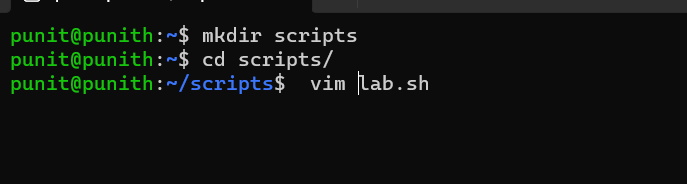 punit@punith:~$ mkdir scripts
punit@punith:~$ cd scripts/
punit@punith:~/scripts$  vim lab.sh